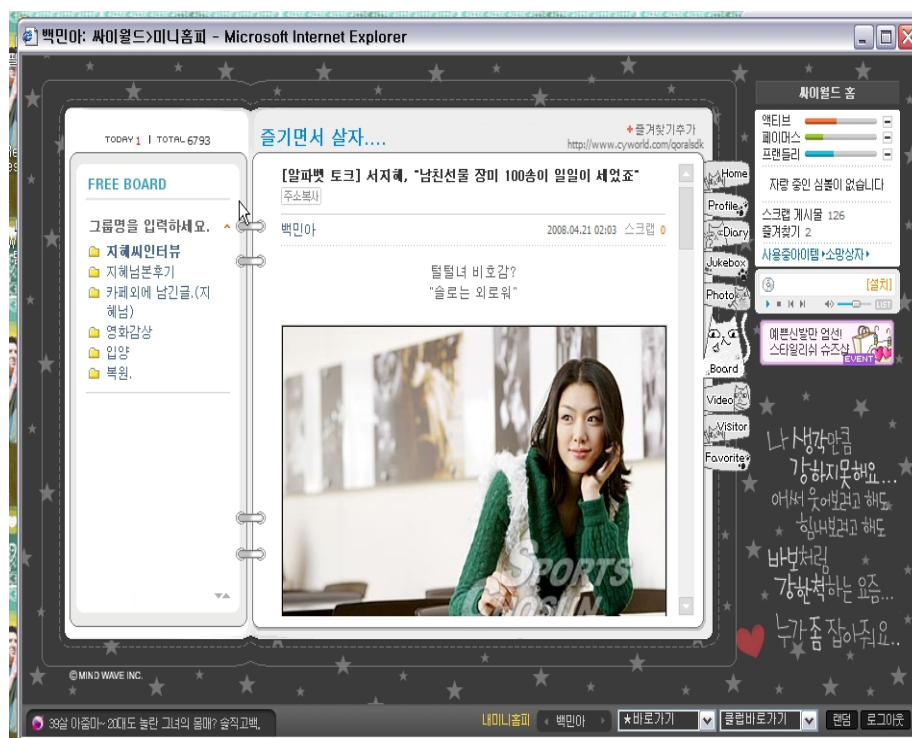 백민아: 싸이월드>미니홈피 - Microsoft Internet Explorer
TODAY 1 | TOTAL 6793
즐기면서 살자....
+즐겨찾기추가
http://www.cyworld.com/qoralsdk
FREE BOARD
그룹명을 입력하세요.
지혜씨인터뷰
지혜님본후기
카페외에 남긴글.(지
혜님)
영화감상
입양
복원.
[알파벳 토크] 서지혜, "남친선물 장미 100송이 일일이 세었죠"
주소복사
백민아
2008.04.21 02:03 스크랩 0
털털녀 비호감?
"솔로는 외로워"
SPORTS
CHOSUN
Home
Profile
Diary
Jukebox
Photo
Board
Video
Visitor
Favorite
싸이월드 홈
액티브
페이머스
프랜들리
자랑 중인 심볼이 없습니다
스크랩 게시물 126
즐겨찾기 2
사용중아이템 소망상자
[설치]
LIST
예쁜신발만 엄선!
스타일리쉬 슈즈샵
EVENT
나 생각만큼
강하지못해요...
애써 웃어보려고 해도
힘내보려고 해도
바보처럼
강한척하는 요즘...
누가좀 잡아줘요..
©MIND WAVE INC.
39살 아줌마~ 20대도 놀란 그녀의 몸매? 솔직고백.
내미니홈피
백민아
★바로가기
클럽바로가기
랜덤
로그아웃